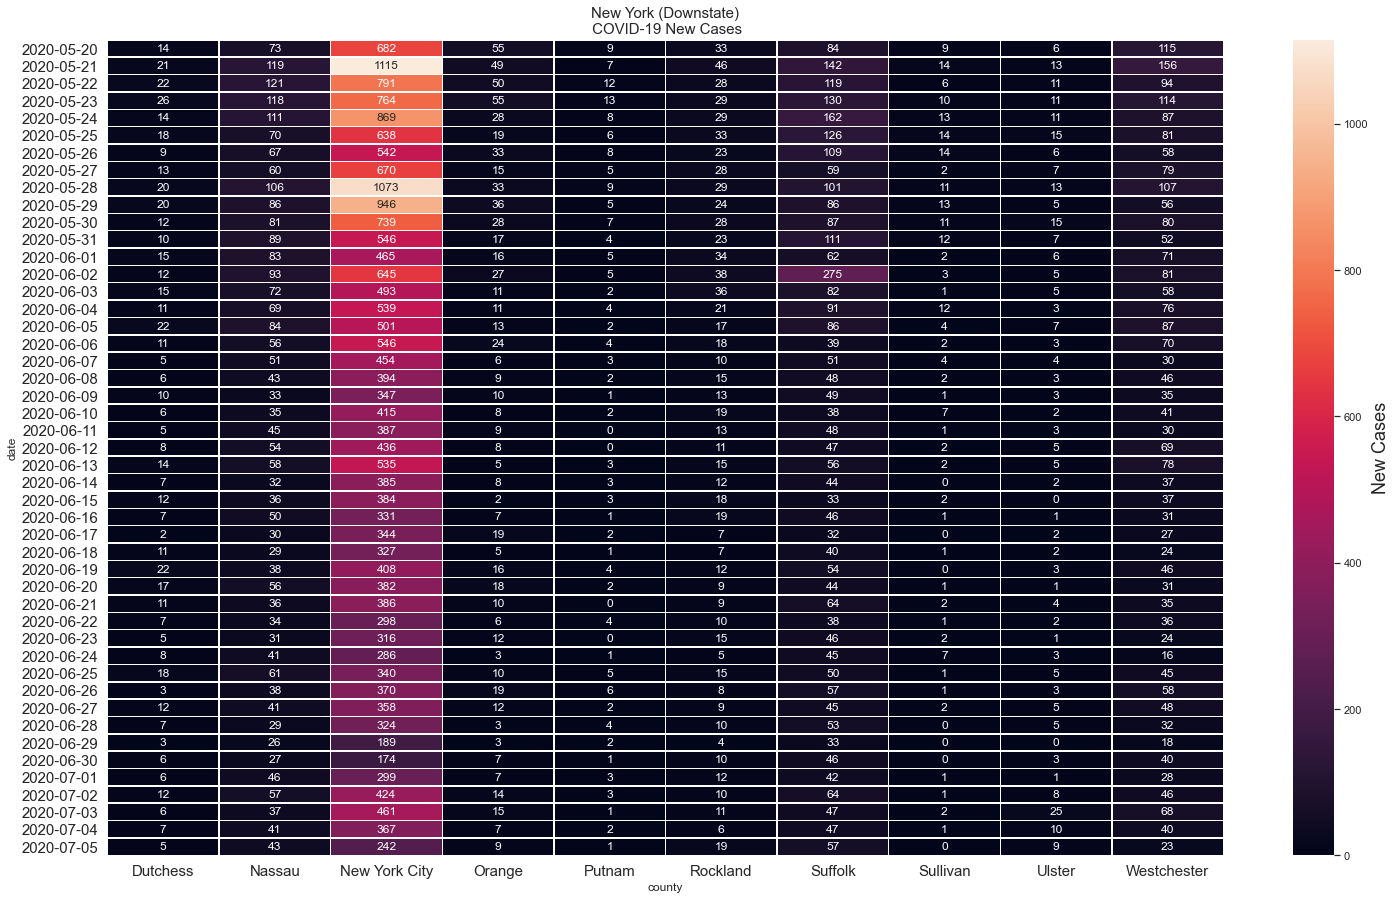 New York (Downstate)
COVID-19 New Cases
2020-05-20 14 73 682 55 9 33 84 9 6 115
2020-05-21 21 119 1115 49 7 46 142 14 13 156
2020-05-22 22 121 791 50 12 28 119 6 11 94
2020-05-23 26 118 764 55 13 29 130 10 11 114
2020-05-24 14 111 869 28 8 29 162 13 11 87
2020-05-25 18 70 638 19 6 33 126 14 15 81
2020-05-26 9 67 542 33 8 23 109 14 6 58
2020-05-27 13 60 670 15 5 28 59 2 7 79
2020-05-28 20 106 1073 33 9 29 101 11 13 107
2020-05-29 20 86 946 36 5 24 86 13 5 56
2020-05-30 12 81 739 28 7 28 87 11 15 80
2020-05-31 10 89 546 17 4 23 111 12 7 52
2020-06-01 15 83 465 16 5 34 62 2 6 71
2020-06-02 12 93 645 27 5 38 275 3 5 81
2020-06-03 15 72 493 11 2 36 82 1 5 58
2020-06-04 11 69 539 11 4 21 91 12 3 76
2020-06-05 22 84 501 13 2 17 86 4 7 87
2020-06-06 11 56 546 24 4 18 39 2 3 70
2020-06-07 5 51 454 6 3 10 51 4 4 30
2020-06-08 6 43 394 9 2 15 48 2 3 46
2020-06-09 10 33 347 10 1 13 49 1 3 35
2020-06-10 6 35 415 8 2 19 38 7 2 41
2020-06-11 5 45 387 9 0 13 48 1 3 30
2020-06-12 8 54 436 8 0 11 47 2 5 69
2020-06-13 14 58 535 5 3 15 56 2 5 78
2020-06-14 7 32 385 8 3 12 44 0 2 37
2020-06-15 12 36 384 2 3 18 33 2 0 37
2020-06-16 7 50 331 7 1 19 46 1 1 31
2020-06-17 2 30 344 19 2 7 32 0 2 27
2020-06-18 11 29 327 5 1 7 40 1 2 24
2020-06-19 22 38 408 16 4 12 54 0 3 46
2020-06-20 17 56 382 18 2 9 44 1 1 31
2020-06-21 11 36 386 10 0 9 64 2 4 35
2020-06-22 7 34 298 6 4 10 38 1 2 36
2020-06-23 5 31 316 12 0 15 46 2 1 24
2020-06-24 8 41 286 3 1 5 45 7 3 16
2020-06-25 18 61 340 10 5 15 50 1 5 45
2020-06-26 3 38 370 19 6 8 57 1 3 58
2020-06-27 12 41 358 12 2 9 45 2 5 48
2020-06-28 7 29 324 3 4 10 53 0 5 32
2020-06-29 3 26 189 3 2 4 33 0 0 18
2020-06-30 6 27 174 7 1 10 46 0 3 40
2020-07-01 6 46 299 7 3 12 42 1 1 28
2020-07-02 12 57 424 14 3 10 64 1 8 46
2020-07-03 6 37 461 15 1 11 47 2 25 68
2020-07-04 7 41 367 7 2 6 47 1 10 40
2020-07-05 5 43 242 9 1 19 57 0 9 23
Dutchess Nassau New York City Orange Putnam Rockland Suffolk Sullivan Ulster Westchester
county
date
1000
800
600
400
200
0
New Cases